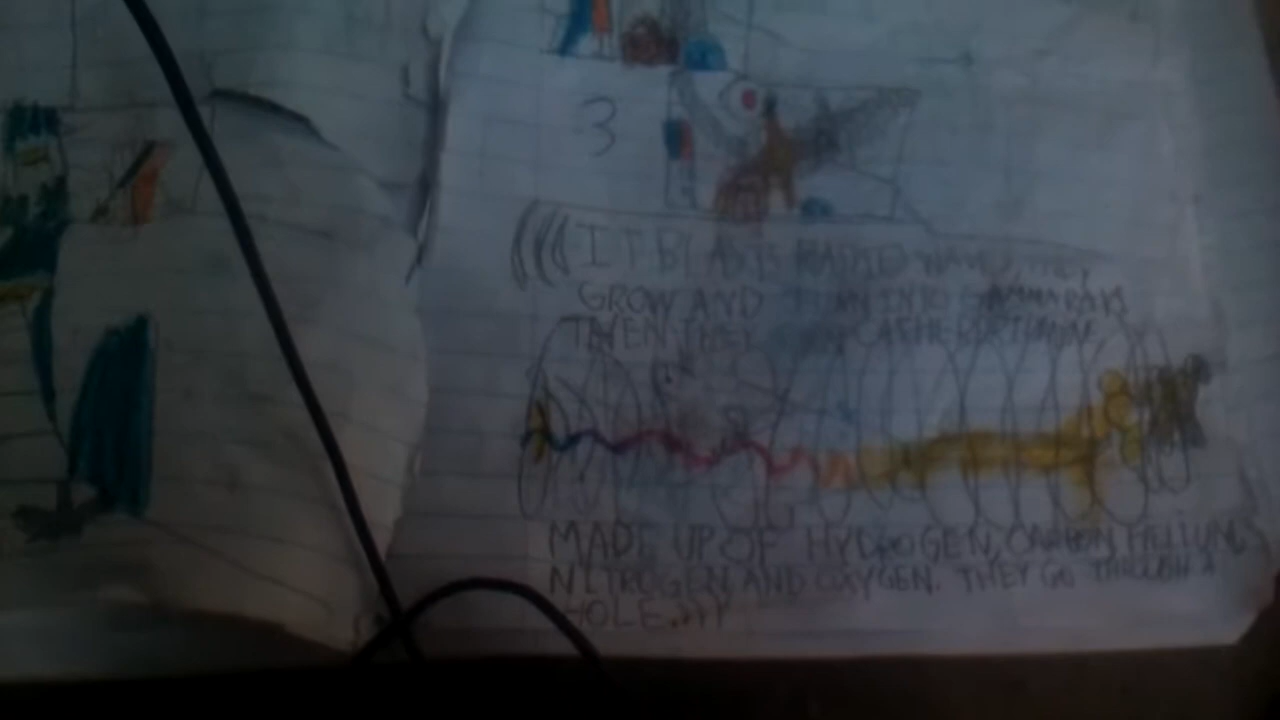 3
IT BLASTS RADIO WAVES, THEY
GROW AND TURN INTO GAMMA RAYS
THEN THEY
MADE UP OF HYDROGEN, CARBON, HELIUM,
NITROGEN AND OXYGEN. THEY GO THROUGH A
HOLE.)))